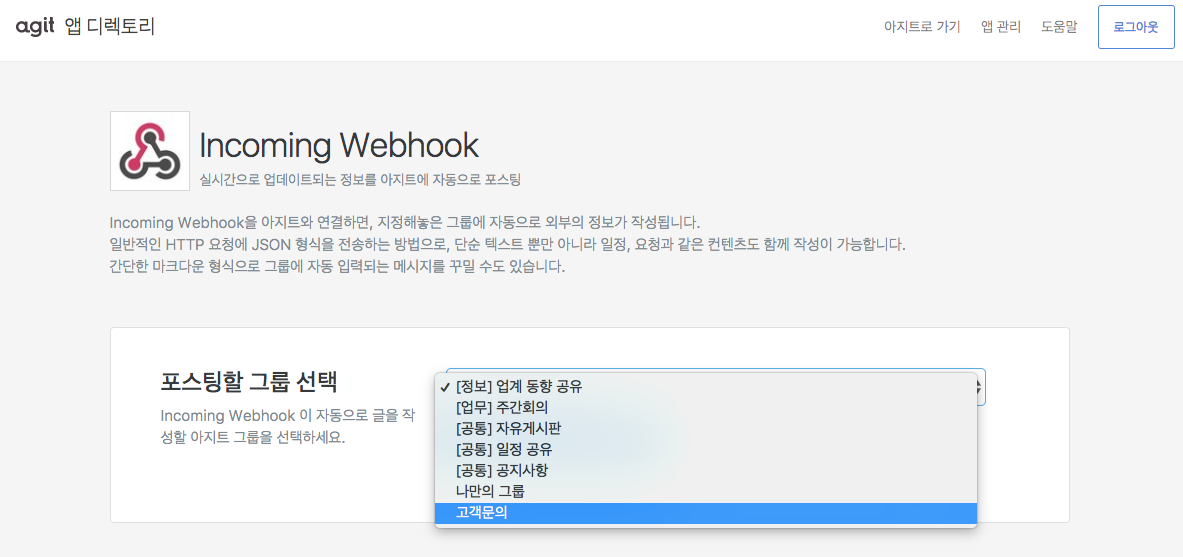 agit 앱 디렉토리
아지트로 가기
앱 관리
도움말
로그아웃
Incoming Webhook
실시간으로 업데이트되는 정보를 아지트에 자동으로 포스팅
Incoming Webhook을 아지트와 연결하면, 지정해놓은 그룹에 자동으로 외부의 정보가 작성됩니다.
일반적인 HTTP 요청에 JSON 형식을 전송하는 방법으로, 단순 텍스트 뿐만 아니라 일정, 요청과 같은 컨텐츠도 함께 작성이 가능합니다.
간단한 마크다운 형식으로 그룹에 자동 입력되는 메시지를 꾸밀 수도 있습니다.
포스팅할 그룹 선택
Incoming Webhook 이 자동으로 글을 작
성할 아지트 그룹을 선택하세요.
✓ [정보] 업계 동향 공유
[업무] 주간회의
[공통] 자유게시판
[공통] 일정 공유
[공통] 공지사항
나만의 그룹
고객문의